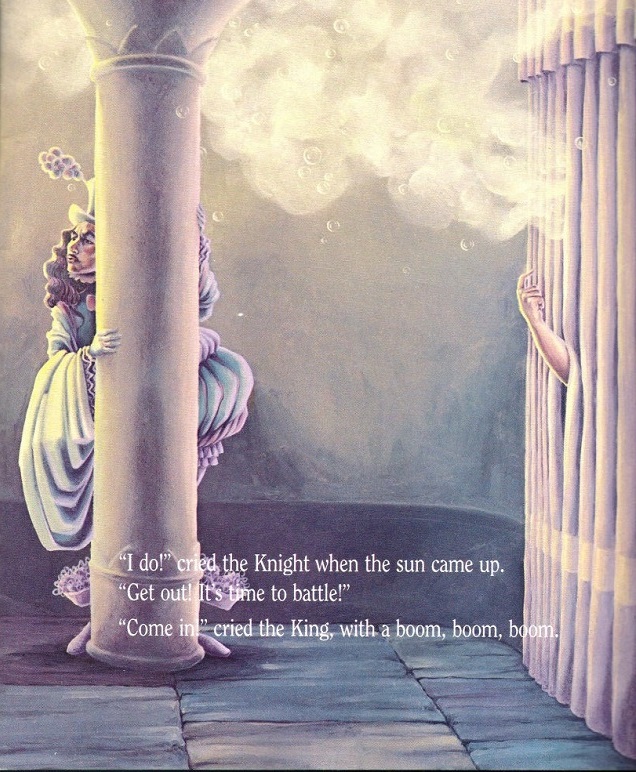 “I do!” cried the Knight when the sun came up.
“Get out! It’s time to battle!”
“Come in!” cried the King, with a boom, boom, boom.